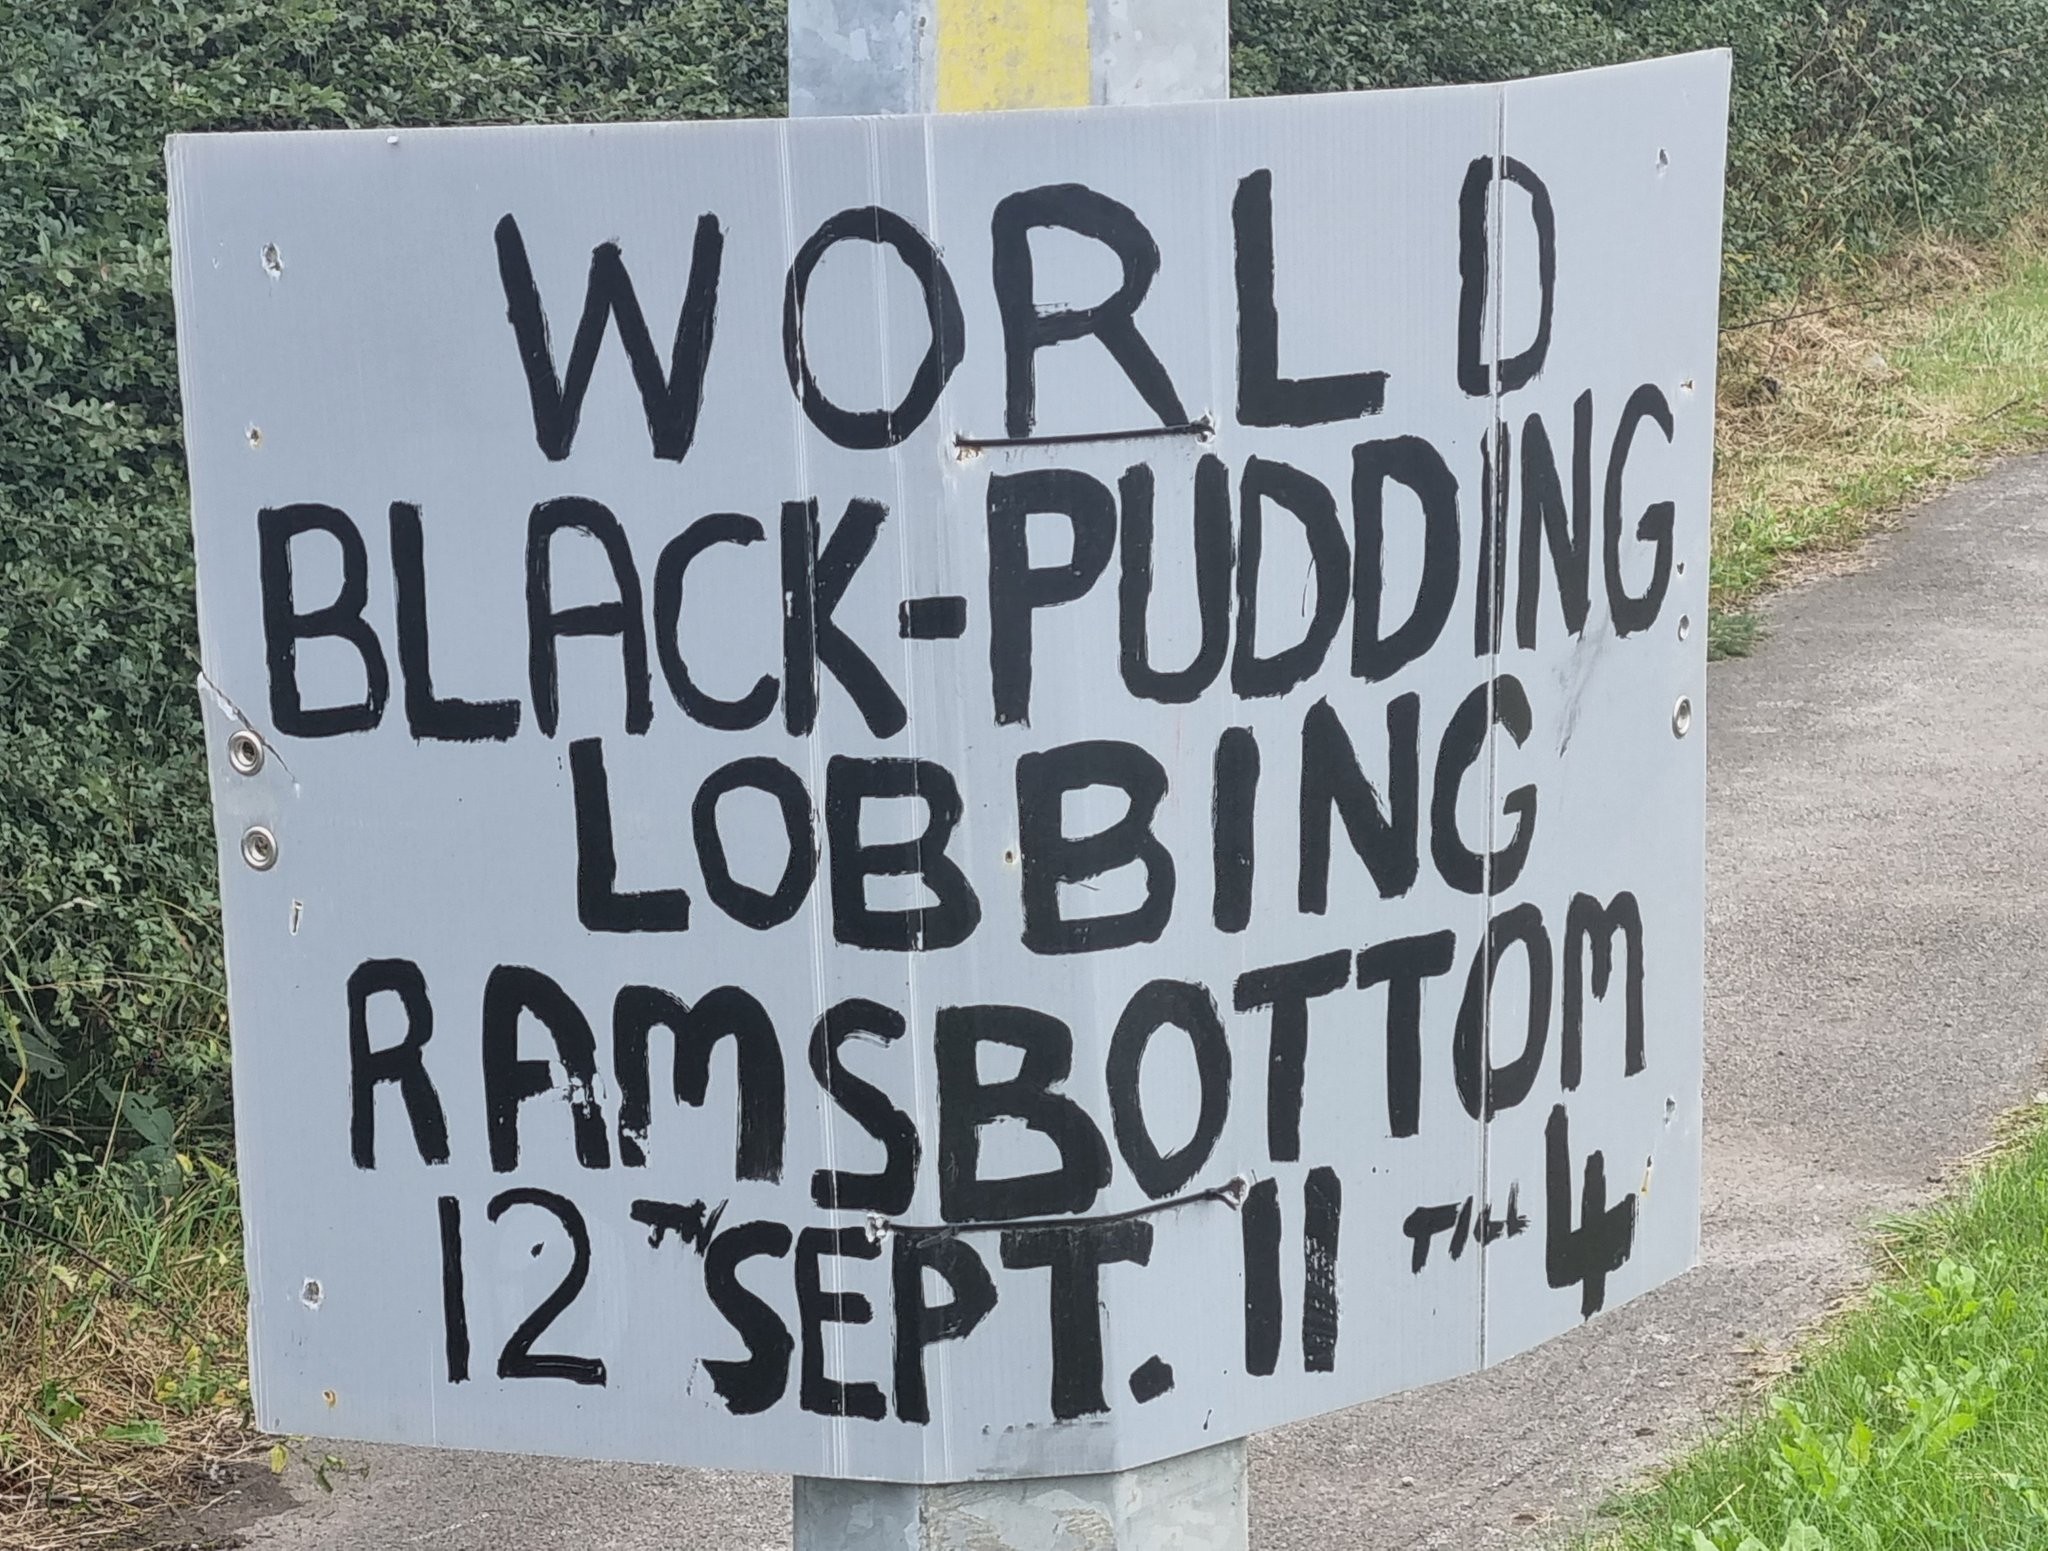 WORLD
BLACK-PUDDING
LOBBING
RAMSBOTTOM
12TH SEPT. 11 TILL 4